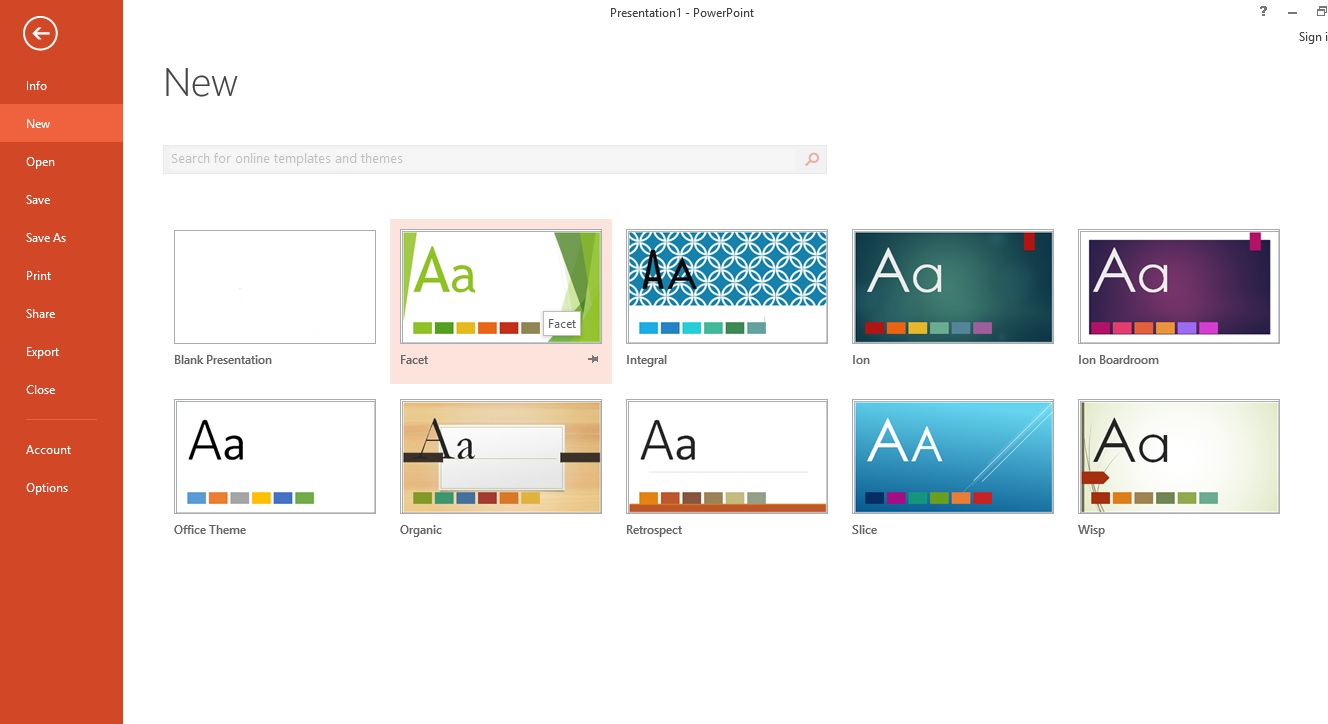 Presentation1 - PowerPoint
?
Sign i
Info
New
Open
Save
Save As
Print
Share
Export
Close
Account
Options
New
Search for online templates and themes
Blank Presentation
Aa
Facet
Facet
AA
Integral
Aa
Ion
Aa
Ion Boardroom
Aa
Office Theme
Aa
Organic
Aa
Retrospect
AA
Slice
Aa
Wisp